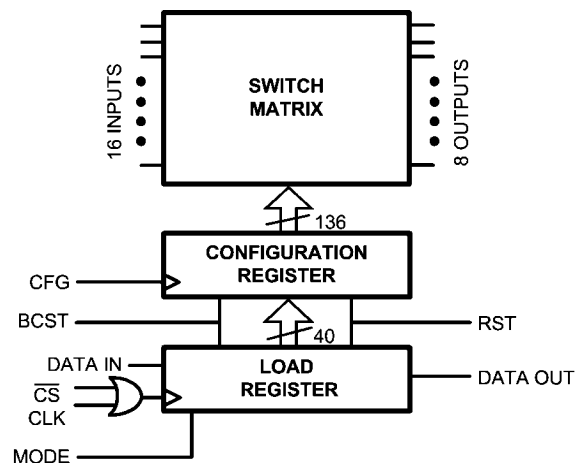 SWITCH
MATRIX
16 INPUTS
8 OUTPUTS
136
CONFIGURATION
REGISTER
CFG
BCST
RST
40
DATA IN
LOAD
REGISTER
DATA OUT
CS
CLK
MODE